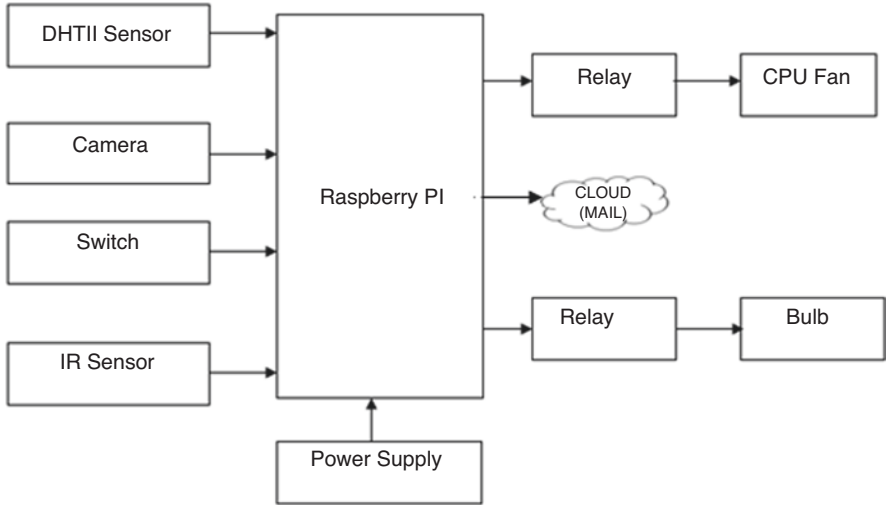 DHTII Sensor
Camera
Switch
IR Sensor
Raspberry PI
Power Supply
Relay
CPU Fan
CLOUD
(MAIL)
Relay
Bulb